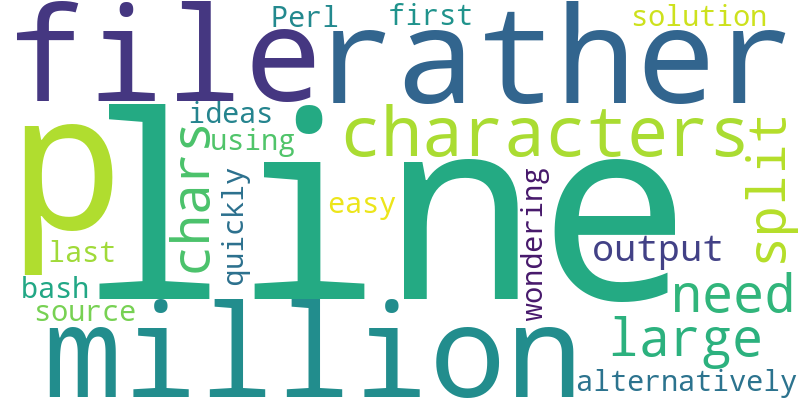 file rather
Perl first solution
p line characters split
ideas using chars quickly
easy wondering
last output
bash source need
million large
alternatively